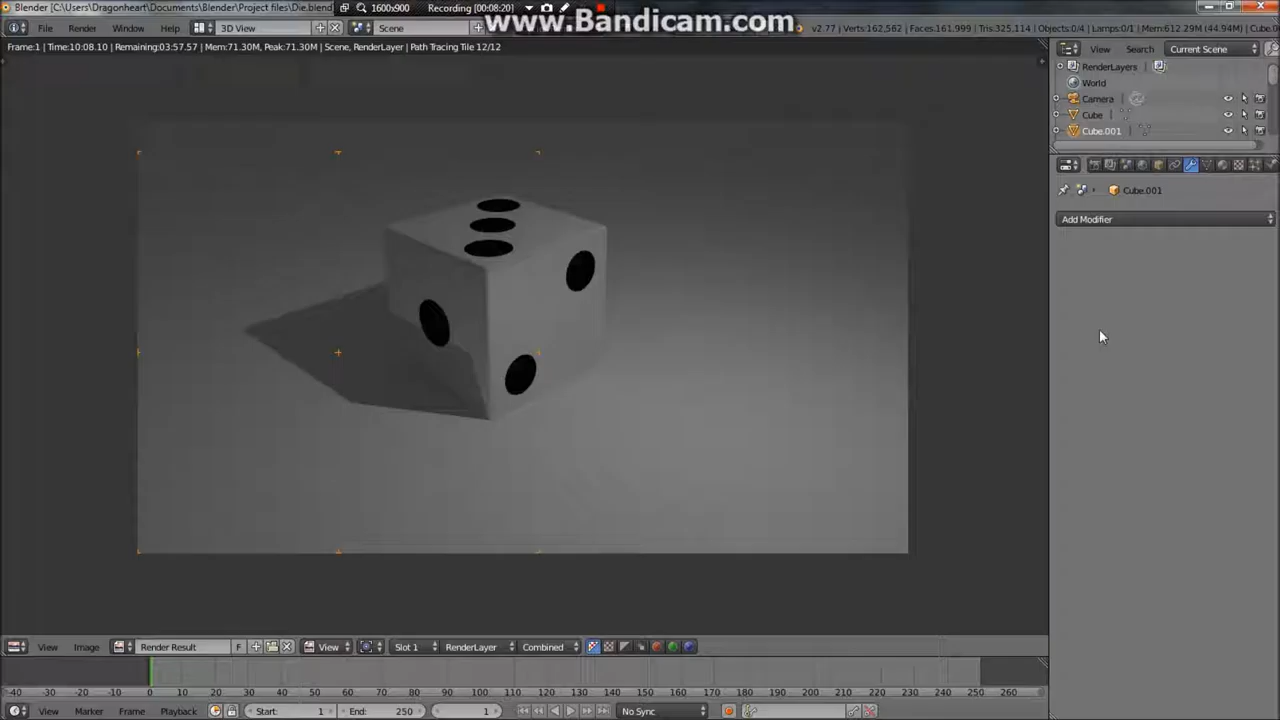 Blender [C:\Users\Dragonheart\Documents\Blender\Project files\Die.blend]
1600x900
Recording [00:08:20]
www.Bandicam.com
File
Render
Window
Help
3D View
Scene
v2.77 | Verts:162,562 | Faces:161,999 | Tris:325,114 | Objects:0/4 | Lamps:0/1 | Mem:612.29M (44.94M) | Cube.0
Frame:1 | Time:10:08.10 | Remaining:03:57.57 | Mem:71.30M, Peak:71.30M | Scene, RenderLayer | Path Tracing Tile 12/12
View
Search
Current Scene
RenderLayers
World
Camera
Cube
Cube.001
Cube.001
Add Modifier
View
Image
Render Result
F
View
Slot 1
RenderLayer
Combined
-40 -30 -20 -10 0 10 20 30 40 50 60 70 80 90 100 110 120 130 140 150 160 170 180 190 200 210 220 230 240 250 260
View
Marker
Frame
Playback
Start: 1
End: 250
1
No Sync